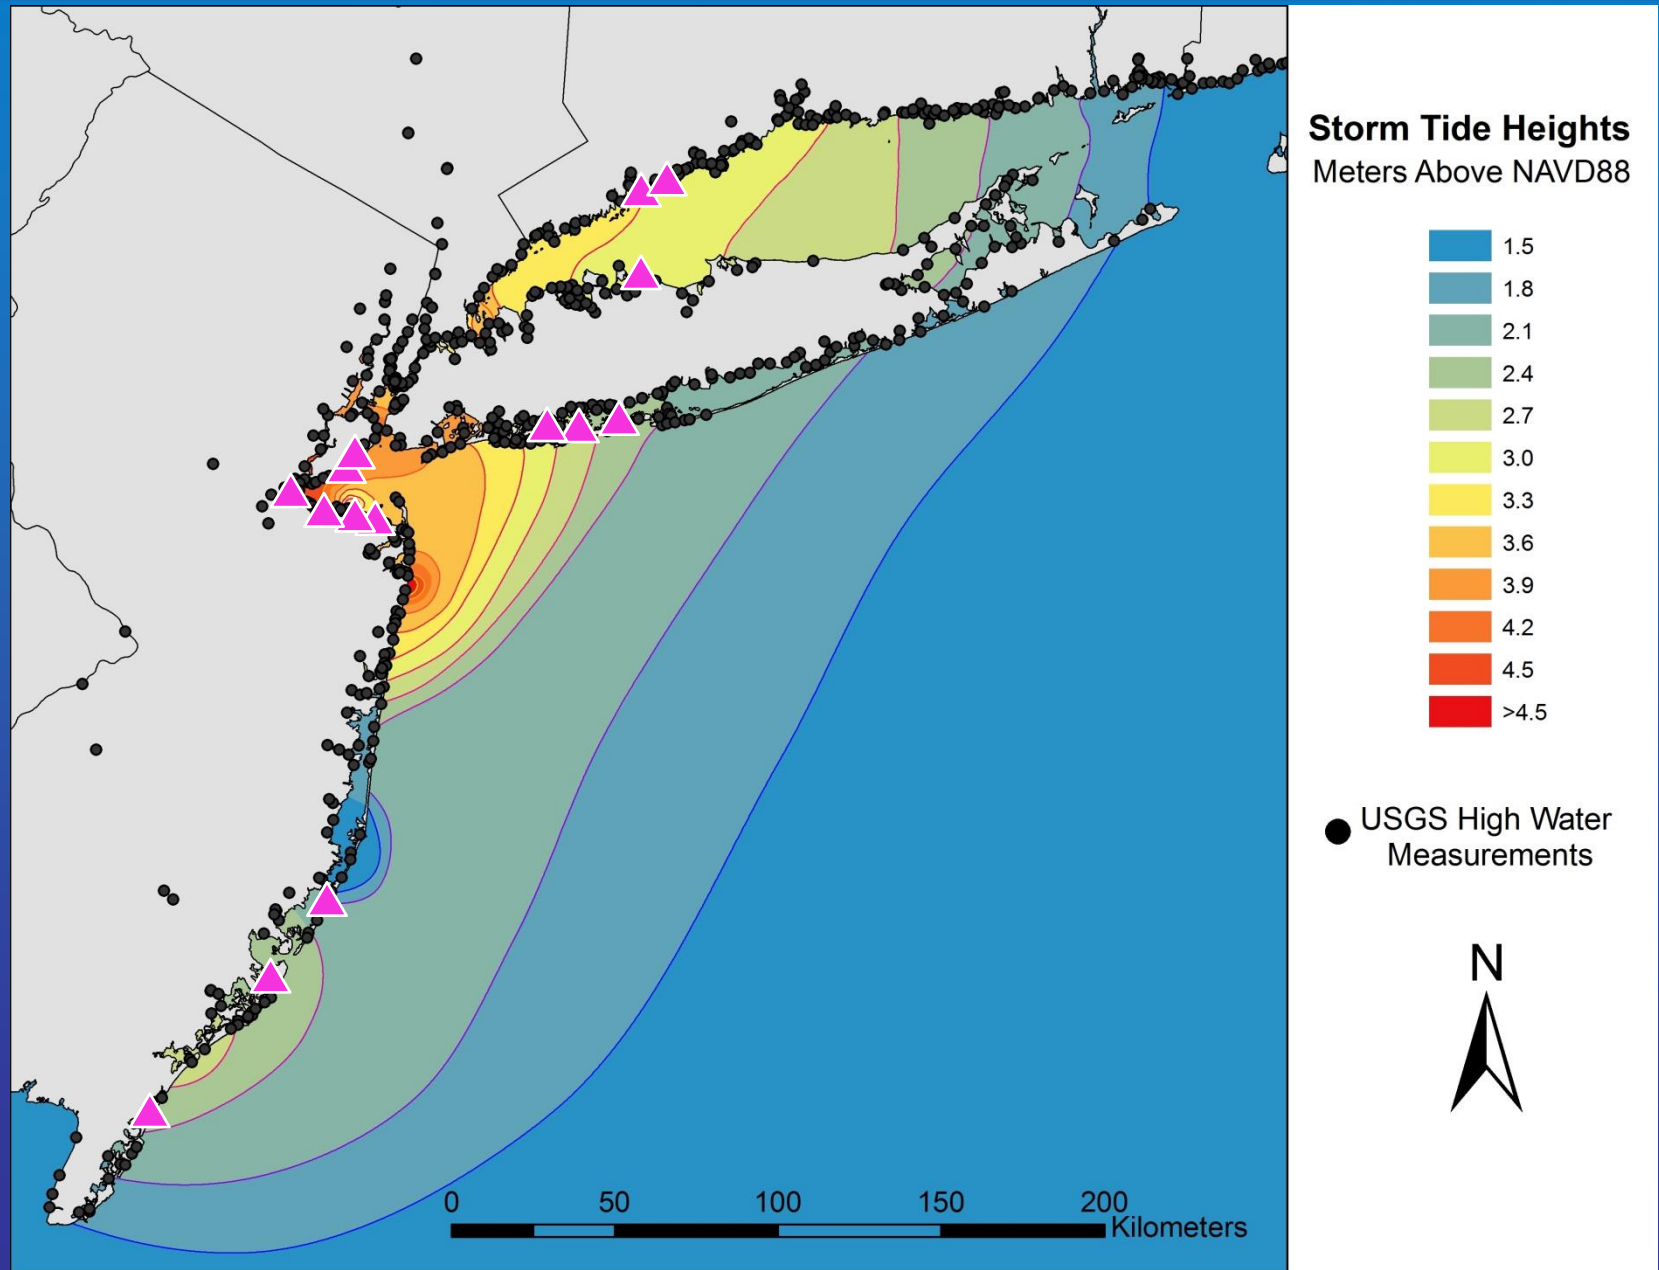 Storm Tide Heights
Meters Above NAVD88
1.5
1.8
2.1
2.4
2.7
3.0
3.3
3.6
3.9
4.2
4.5
>4.5
USGS High Water
Measurements
N
0 50 100 150 200
Kilometers